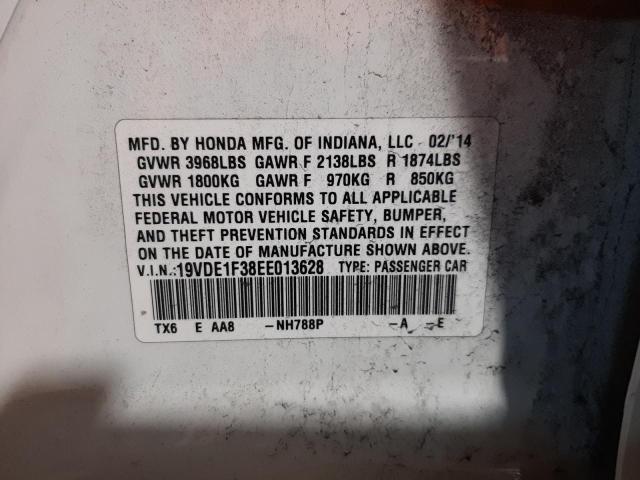 MFD. BY HONDA MFG. OF INDIANA, LLC 02/'14
GVWR 3968LBS GAWR F 2138LBS R 1874LBS
GVWR 1800KG GAWR F 970KG R 850KG
THIS VEHICLE CONFORMS TO ALL APPLICABLE
FEDERAL MOTOR VEHICLE SAFETY, BUMPER,
AND THEFT PREVENTION STANDARDS IN EFFECT
ON THE DATE OF MANUFACTURE SHOWN ABOVE.
V.I.N.:19VDE1F38EE013628 TYPE: PASSENGER CAR
TX6 E AA8 -NH788P -A -E